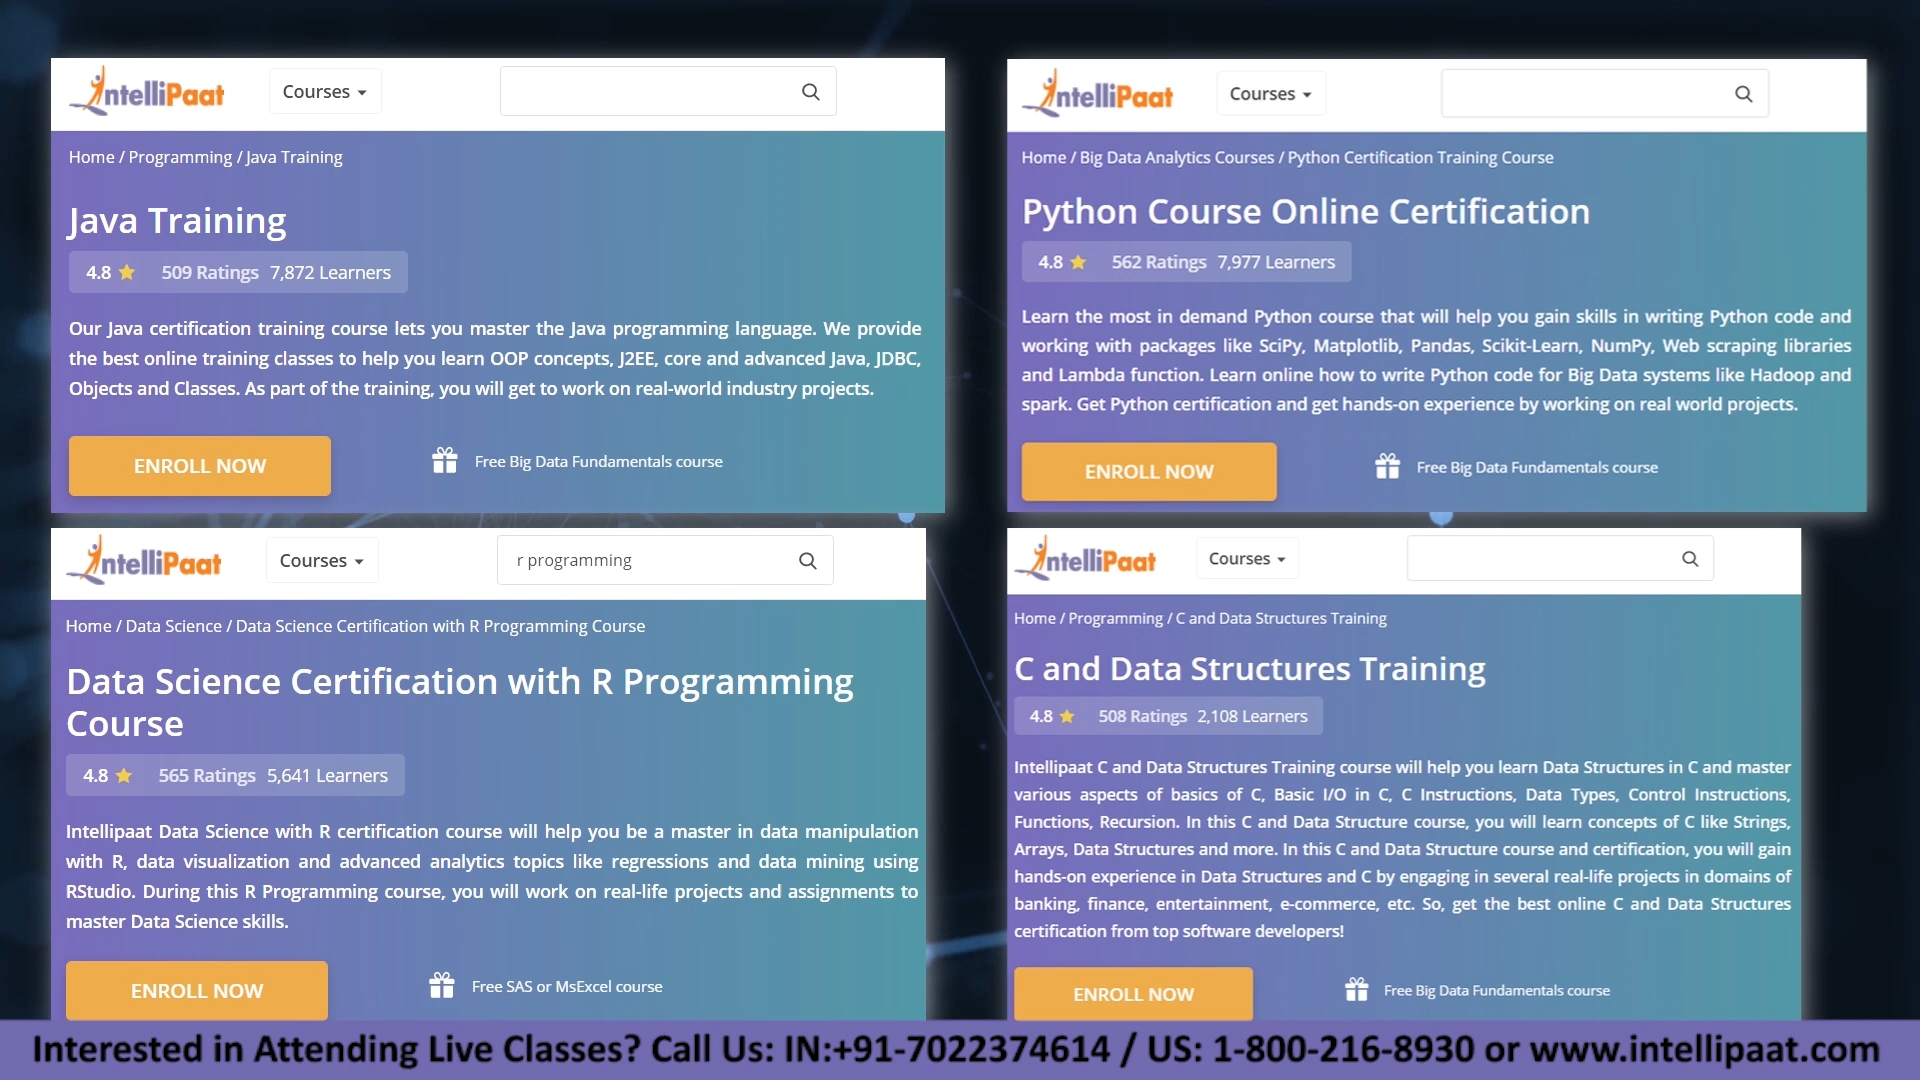 IntelliPaat
Courses
Home / Programming / Java Training
Java Training
4.8 509 Ratings 7,872 Learners
Our Java certification training course lets you master the Java programming language. We provide
the best online training classes to help you learn OOP concepts, J2EE, core and advanced Java, JDBC,
Objects and Classes. As part of the training, you will get to work on real-world industry projects.
ENROLL NOW
Free Big Data Fundamentals course
IntelliPaat
Courses
Home / Big Data Analytics Courses / Python Certification Training Course
Python Course Online Certification
4.8 562 Ratings 7,977 Learners
Learn the most in demand Python course that will help you gain skills in writing Python code and
working with packages like SciPy, Matplotlib, Pandas, Scikit-Learn, NumPy, Web scraping libraries
and Lambda function. Learn online how to write Python code for Big Data systems like Hadoop and
spark. Get Python certification and get hands-on experience by working on real world projects.
ENROLL NOW
Free Big Data Fundamentals course
IntelliPaat
Courses
r programming
Home / Data Science / Data Science Certification with R Programming Course
Data Science Certification with R Programming
Course
4.8 565 Ratings 5,641 Learners
Intellipaat Data Science with R certification course will help you be a master in data manipulation
with R, data visualization and advanced analytics topics like regressions and data mining using
RStudio. During this R Programming course, you will work on real-life projects and assignments to
master Data Science skills.
ENROLL NOW
Free SAS or MsExcel course
IntelliPaat
Courses
Home / Programming / C and Data Structures Training
C and Data Structures Training
4.8 508 Ratings 2,108 Learners
Intellipaat C and Data Structures Training course will help you learn Data Structures in C and master
various aspects of basics of C, Basic I/O in C, C Instructions, Data Types, Control Instructions,
Functions, Recursion. In this C and Data Structure course, you will learn concepts of C like Strings,
Arrays, Data Structures and more. In this C and Data Structure course and certification, you will gain
hands-on experience in Data Structures and C by engaging in several real-life projects in domains of
banking, finance, entertainment, e-commerce, etc. So, get the best online C and Data Structures
certification from top software developers!
ENROLL NOW
Free Big Data Fundamentals course
Interested in Attending Live Classes? Call Us: IN:+91-7022374614 / US: 1-800-216-8930 or www.intellipaat.com